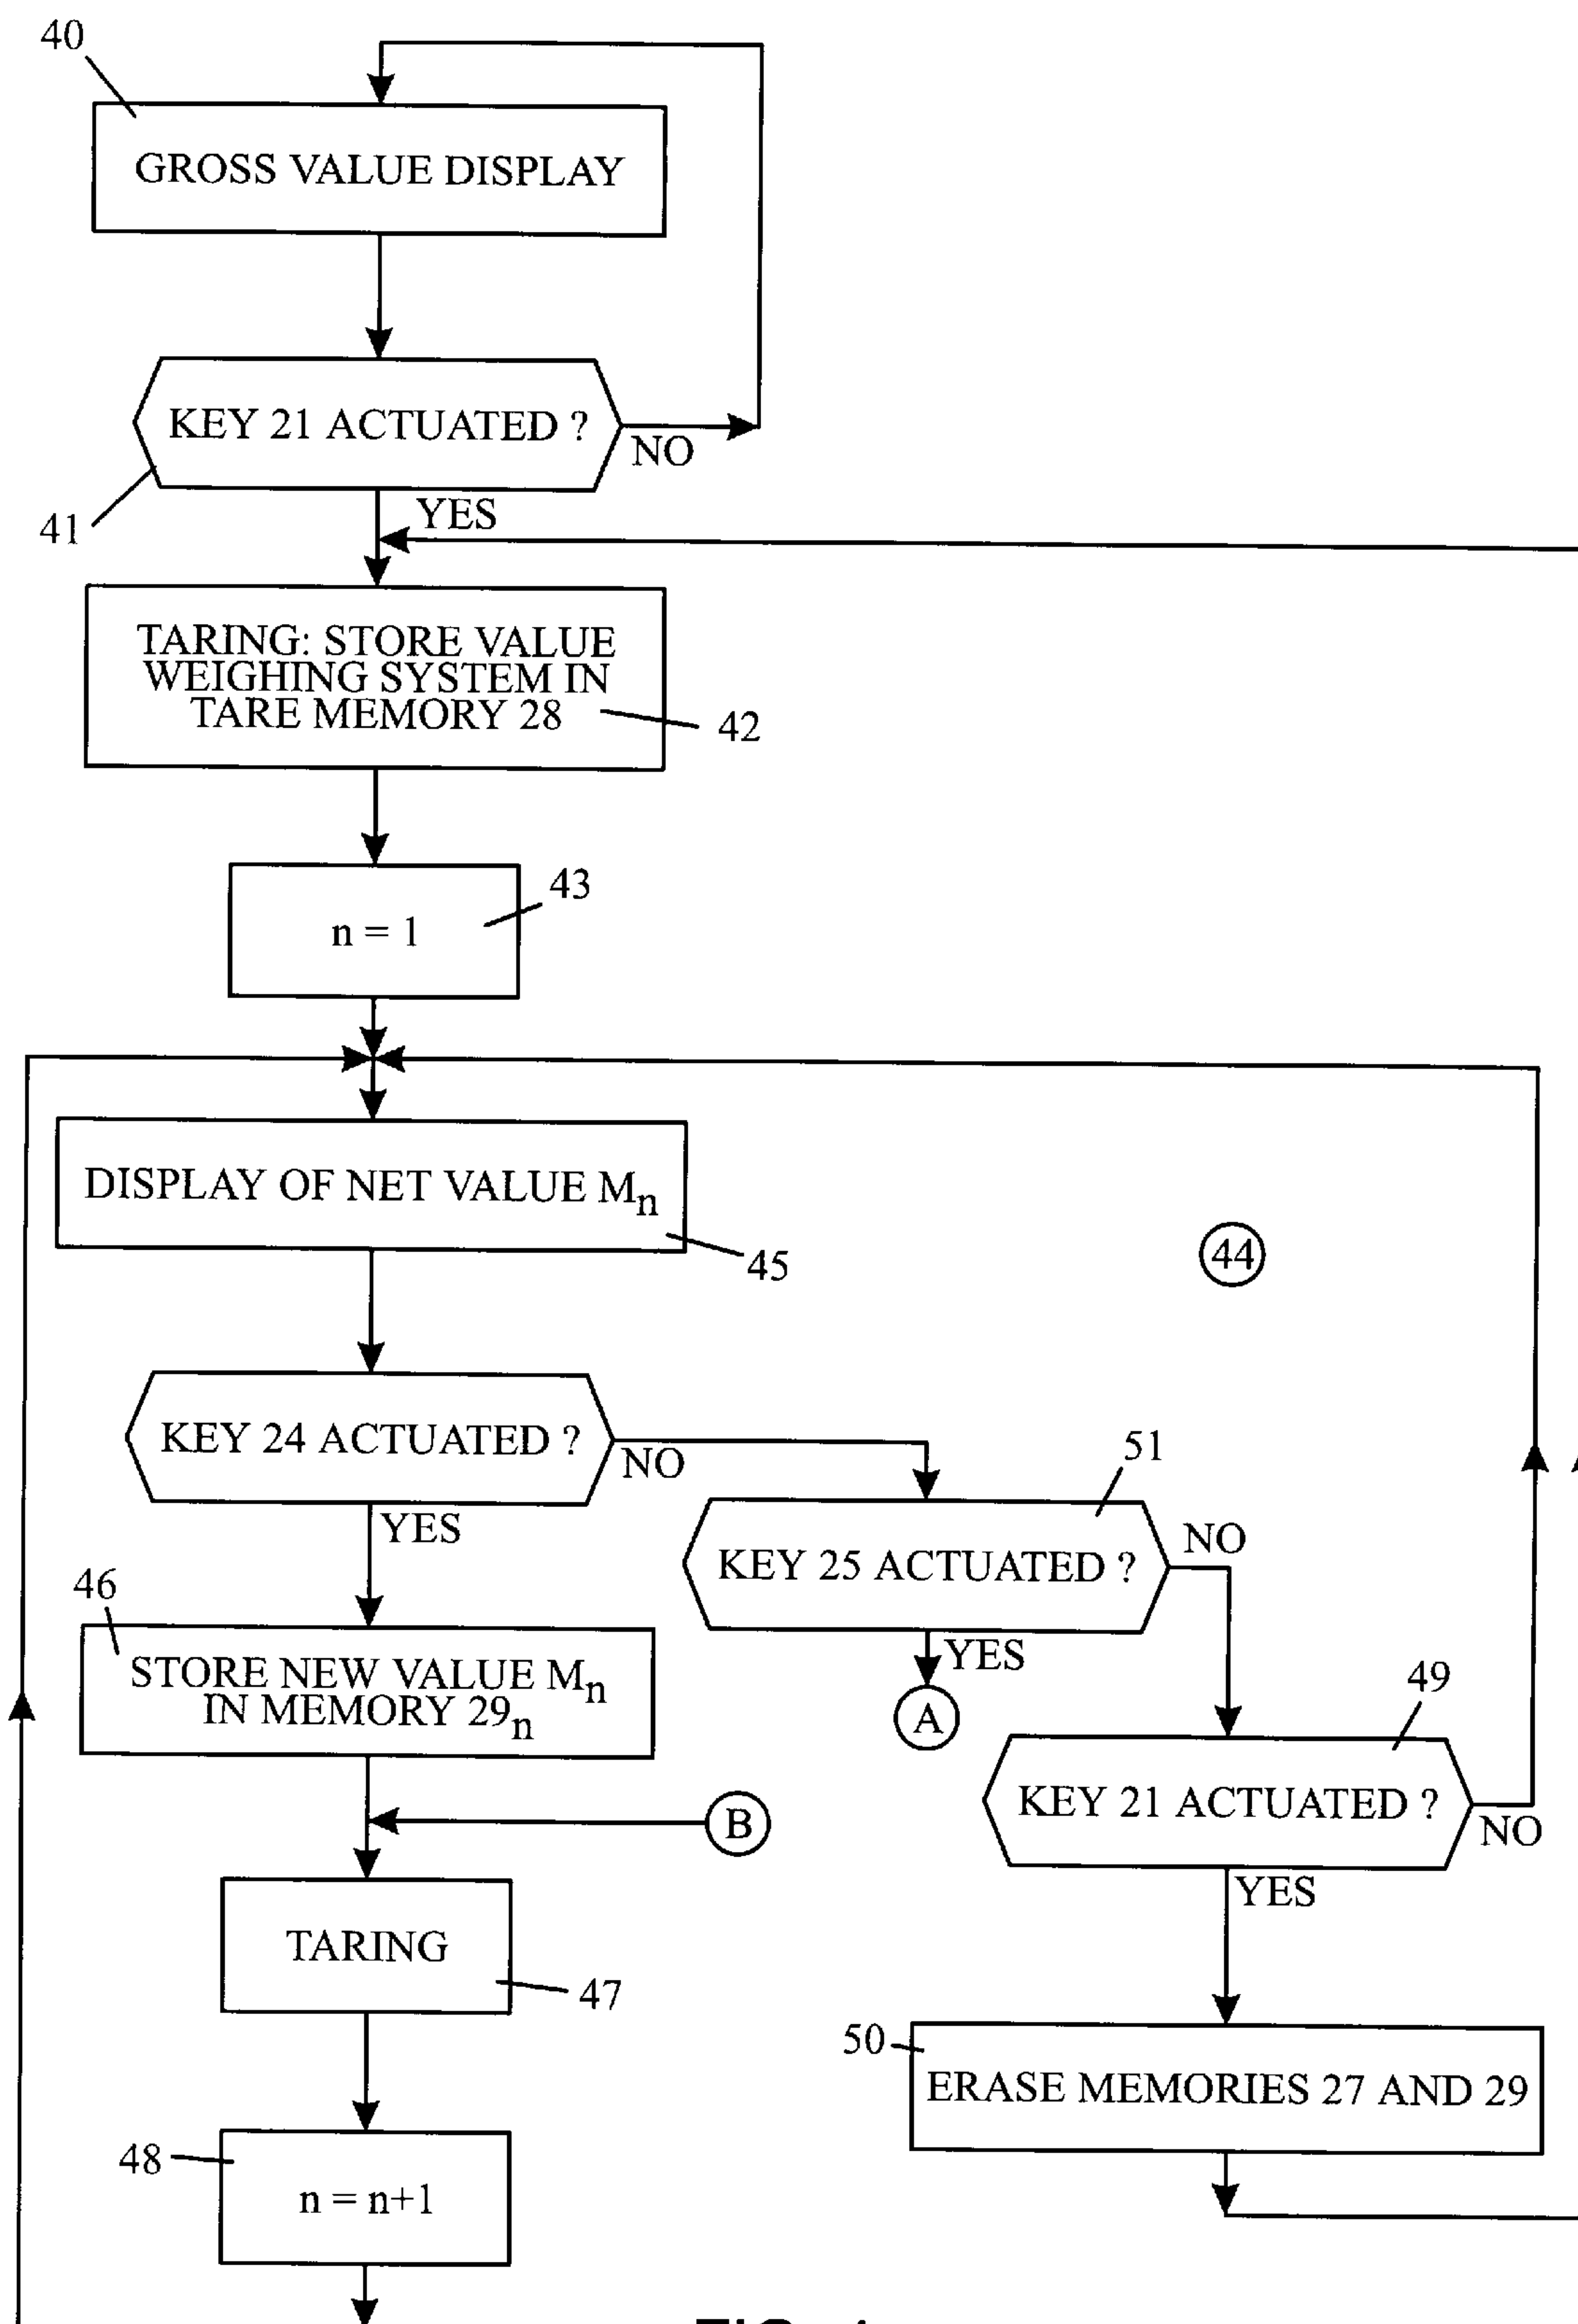 40
GROSS VALUE DISPLAY
KEY 21 ACTUATED ?
NO
41
YES
TARING: STORE VALUE
WEIGHING SYSTEM IN
TARE MEMORY 28
42
43
n = 1
DISPLAY OF NET VALUE Mn
45
44
KEY 24 ACTUATED ?
NO
YES
51
KEY 25 ACTUATED ?
NO
YES
A
46
STORE NEW VALUE Mn
IN MEMORY 29n
49
KEY 21 ACTUATED ?
NO
YES
B
TARING
47
50
ERASE MEMORIES 27 AND 29
48
n = n+1